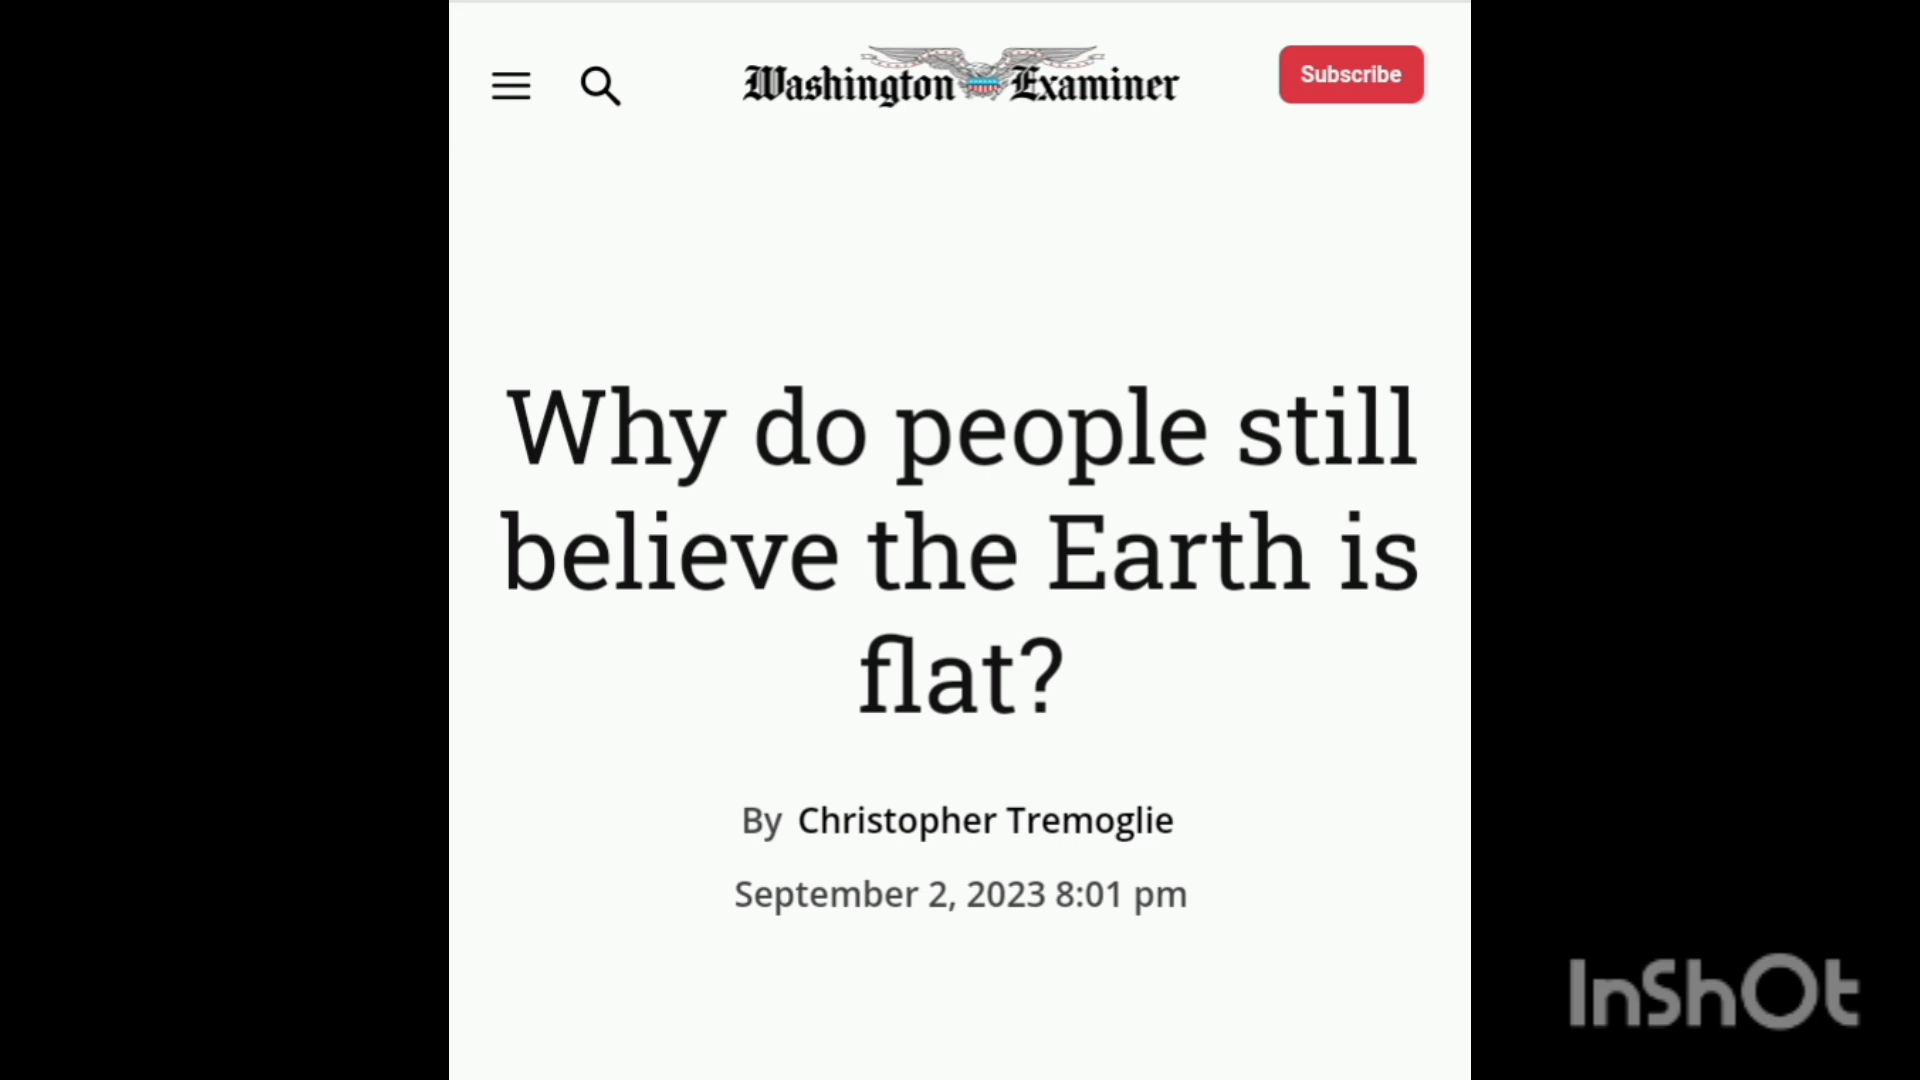 Washington Examiner
Subscribe
Why do people still
believe the Earth is
flat?
By Christopher Tremoglie
September 2, 2023 8:01 pm
InShOt